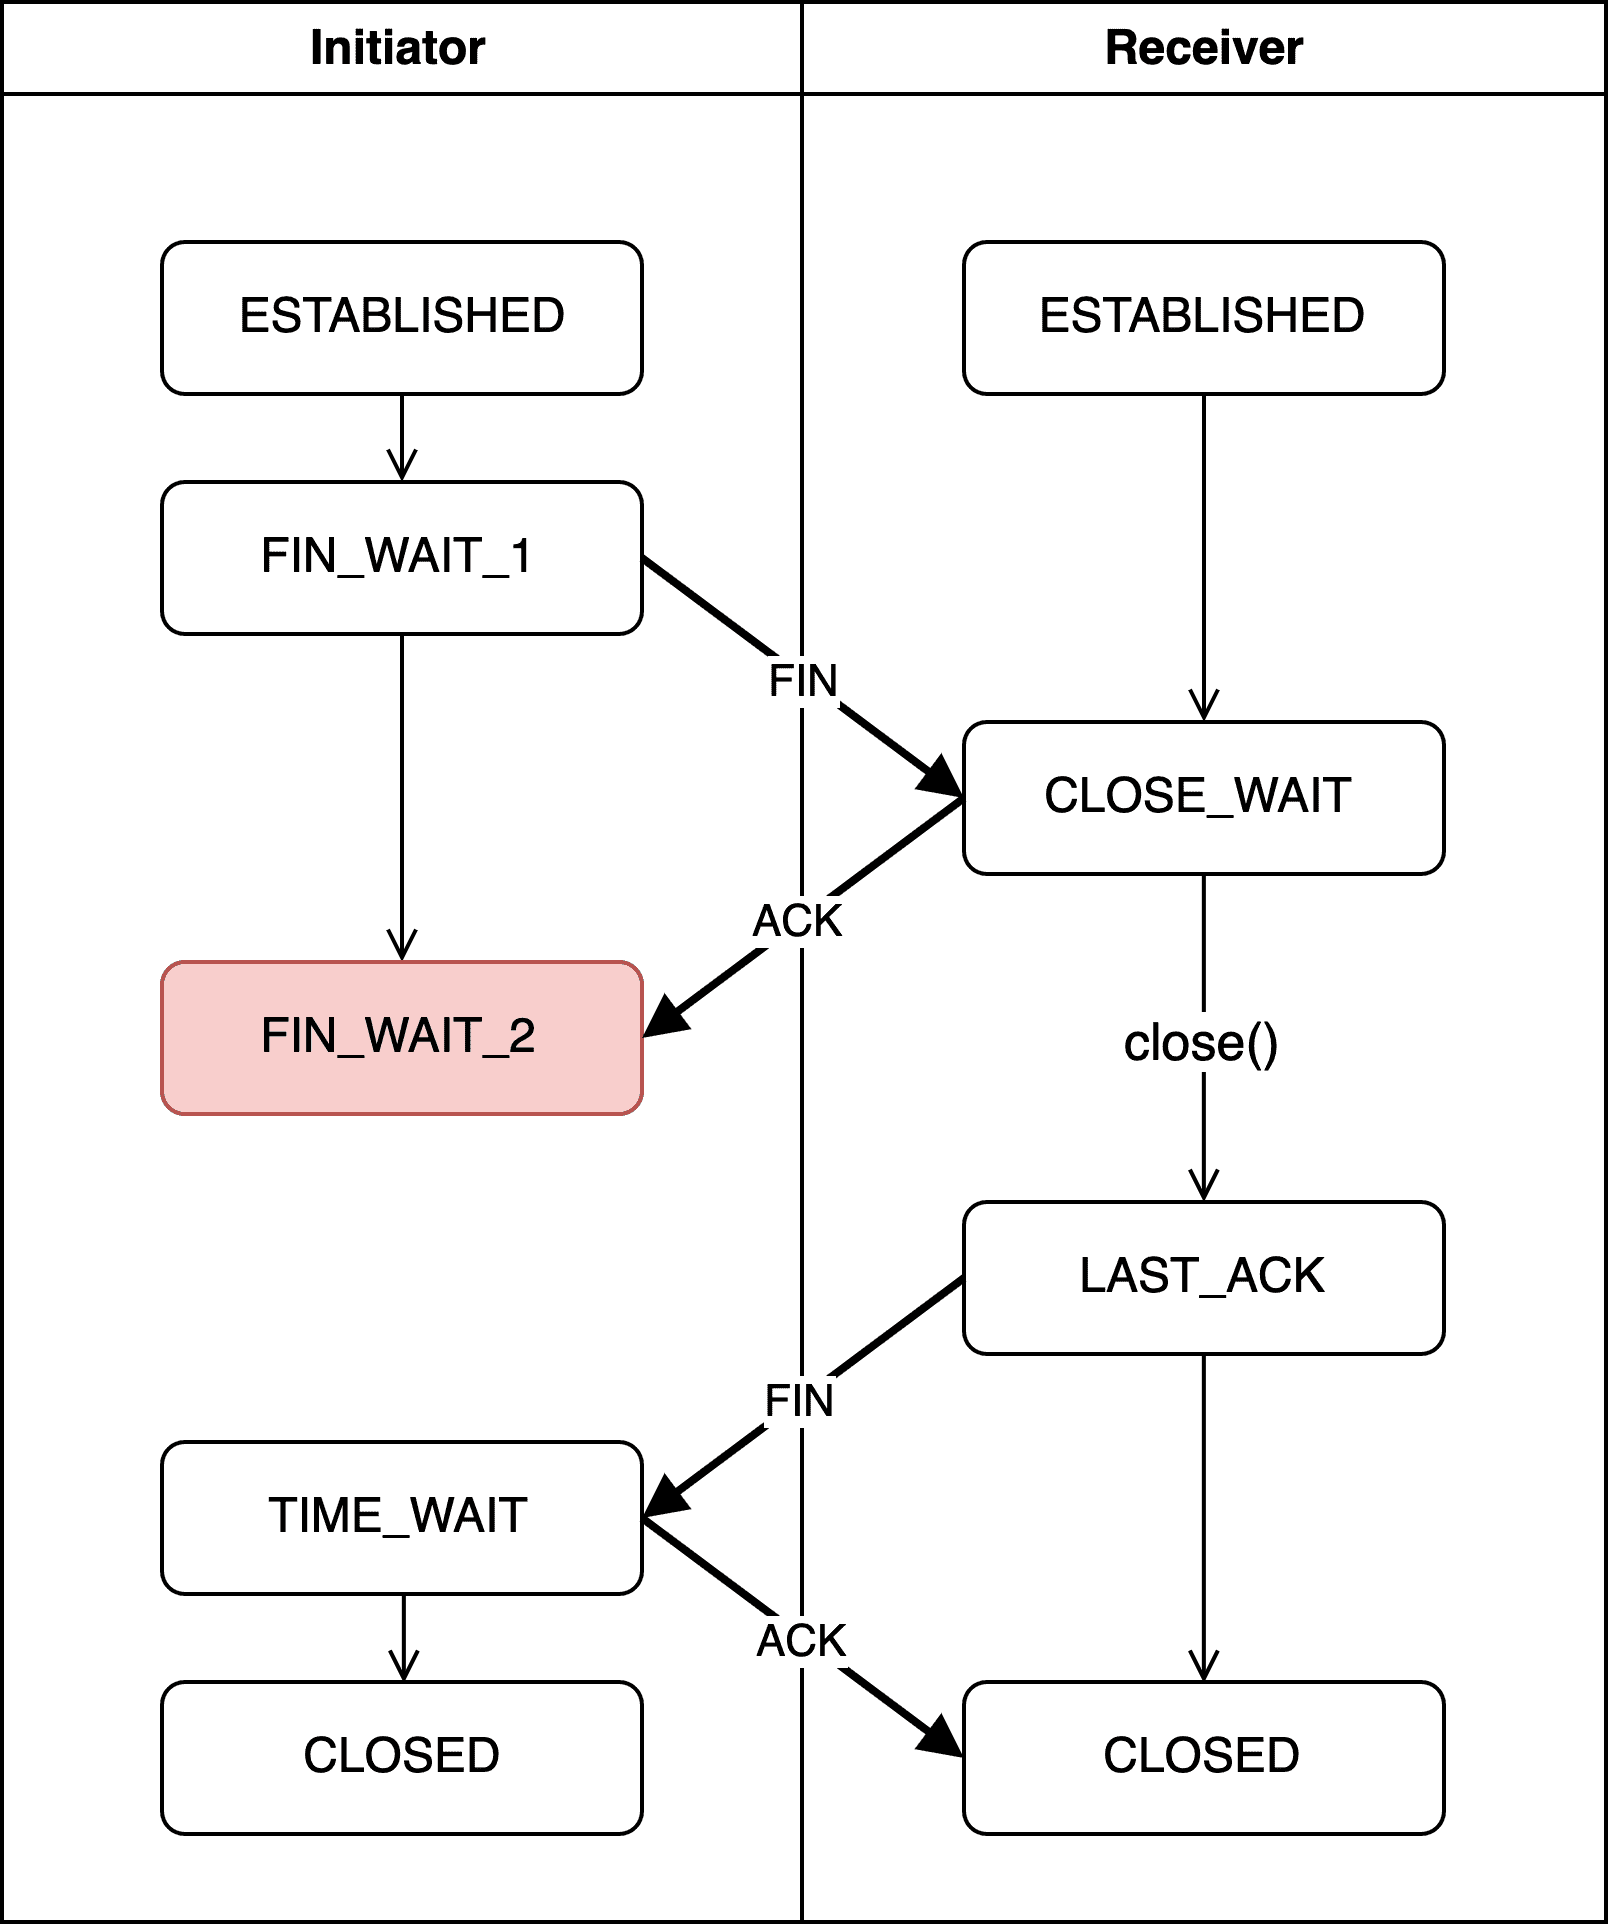 Initiator
Receiver
ESTABLISHED
ESTABLISHED
FIN_WAIT_1
FIN
CLOSE_WAIT
ACK
FIN_WAIT_2
close()
LAST_ACK
FIN
TIME_WAIT
ACK
CLOSED
CLOSED